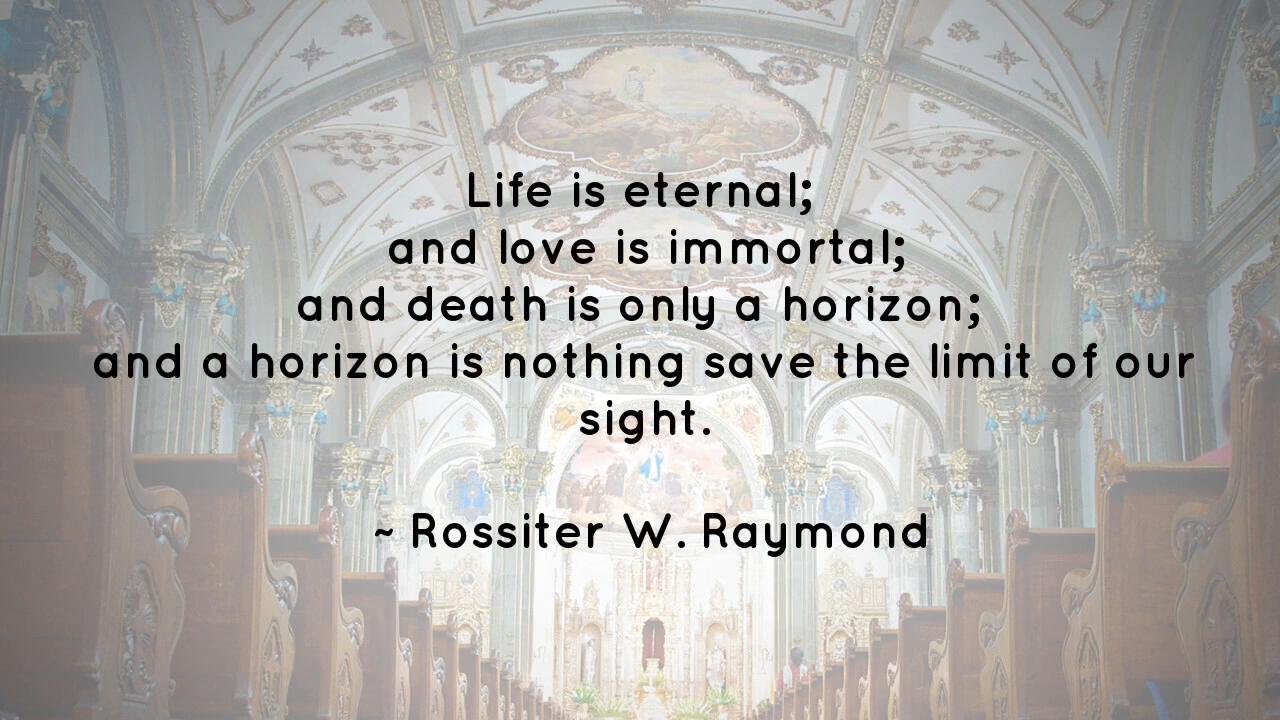 Life is eternal;
and love is immortal;
and death is only a horizon;
and a horizon is nothing save the limit of our
sight.
~ Rossiter W. Raymond